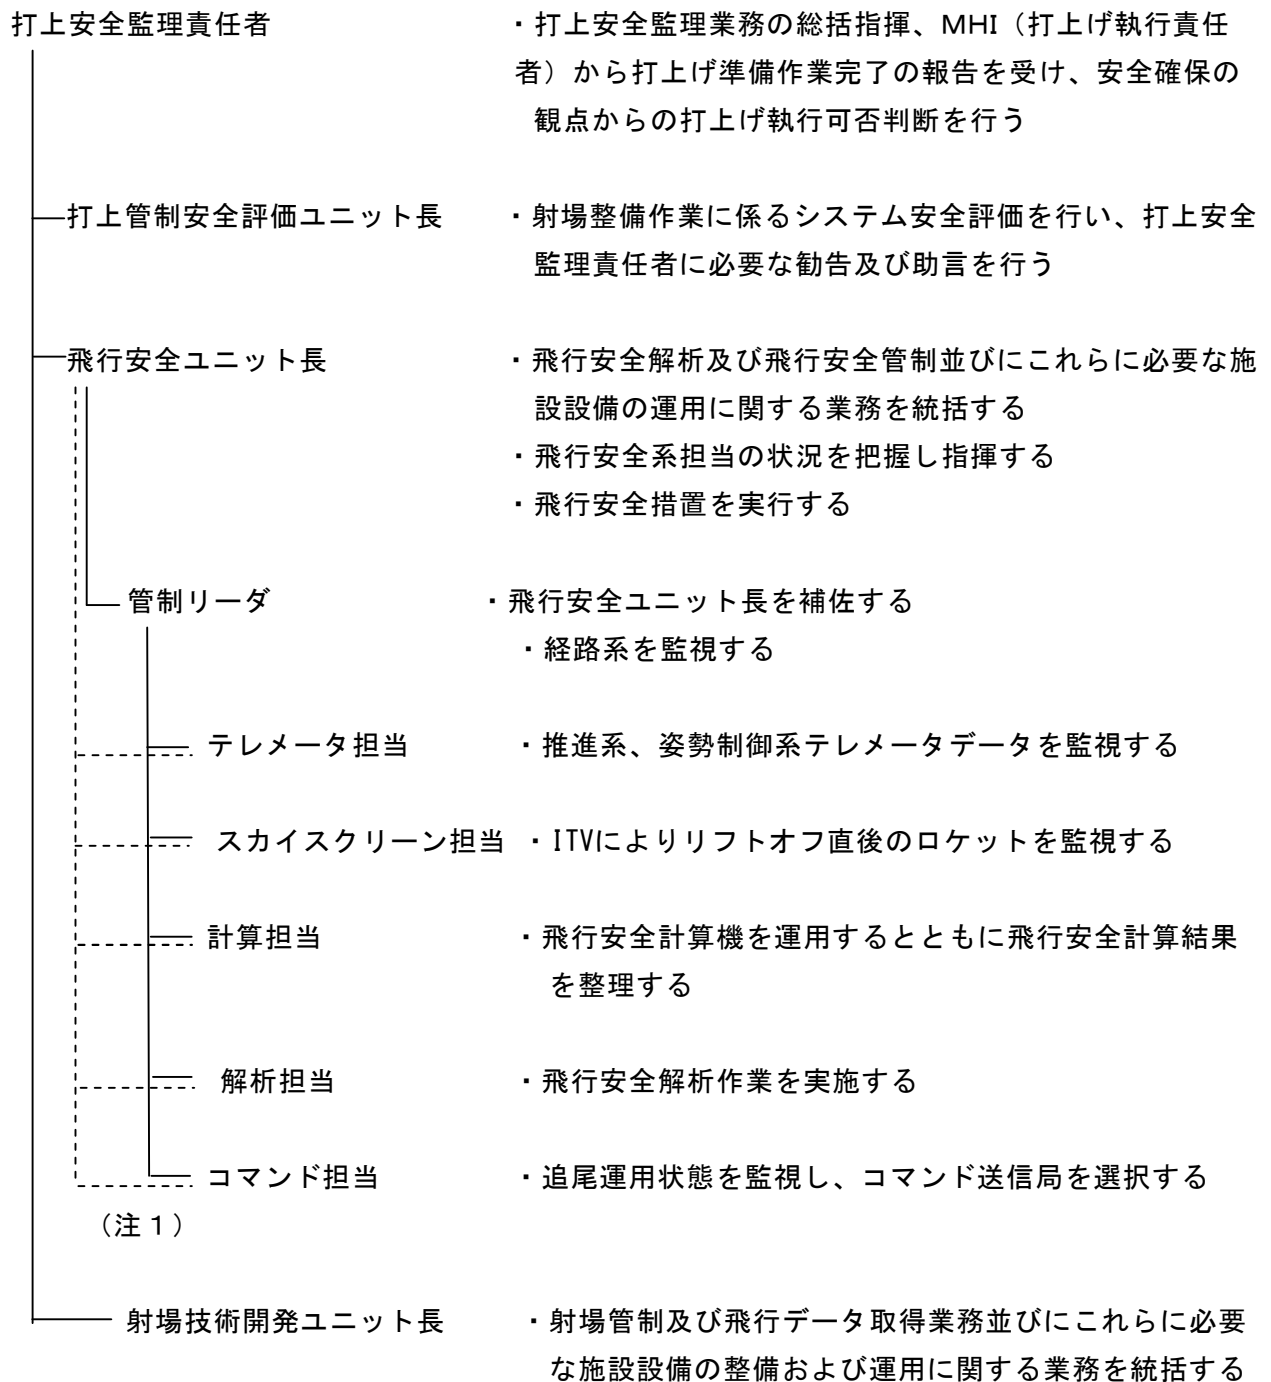 打上安全監理責任者 ・打上安全監理業務の総括指揮、MHI（打上げ執行責任
者）から打上げ準備作業完了の報告を受け、安全確保の
観点からの打上げ執行可否判断を行う
打上管制安全評価ユニット長 ・射場整備作業に係るシステム安全評価を行い、打上安全
監理責任者に必要な勧告及び助言を行う
飛行安全ユニット長 ・飛行安全解析及び飛行安全管制並びにこれらに必要な施
設設備の運用に関する業務を統括する
・飛行安全系担当の状況を把握し指揮する
・飛行安全措置を実行する
管制リーダ ・飛行安全ユニット長を補佐する
・経路系を監視する
テレメータ担当 ・推進系、姿勢制御系テレメータデータを監視する
スカイスクリーン担当 ・ITVによりリフトオフ直後のロケットを監視する
計算担当 ・飛行安全計算機を運用するとともに飛行安全計算結果
を整理する
解析担当 ・飛行安全解析作業を実施する
コマンド担当 ・追尾運用状態を監視し、コマンド送信局を選択する
（注１）
射場技術開発ユニット長 ・射場管制及び飛行データ取得業務並びにこれらに必要
な施設設備の整備および運用に関する業務を統括する